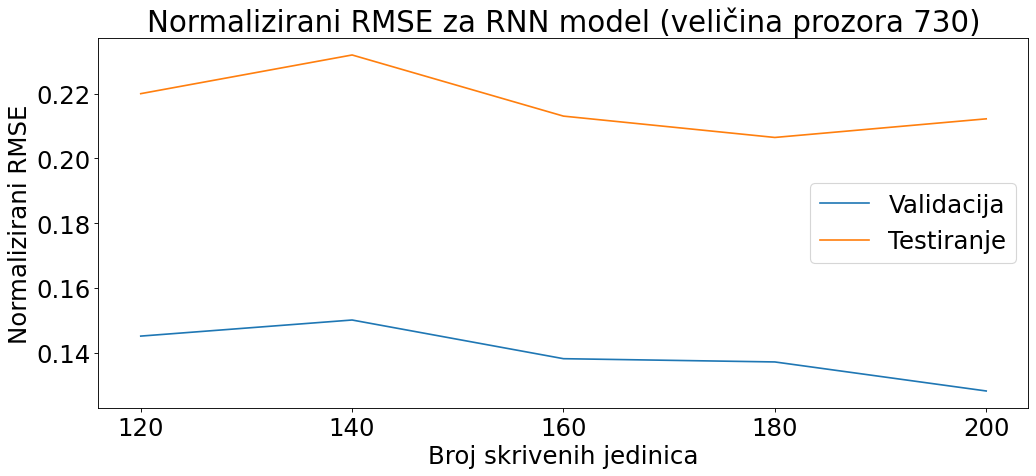 Normalizirani RMSE za RNN model (veličina prozora 730)
Normalizirani RMSE
0.22
0.20
0.18
0.16
0.14
Validacija
Testiranje
120 140 160 180 200
Broj skrivenih jedinica